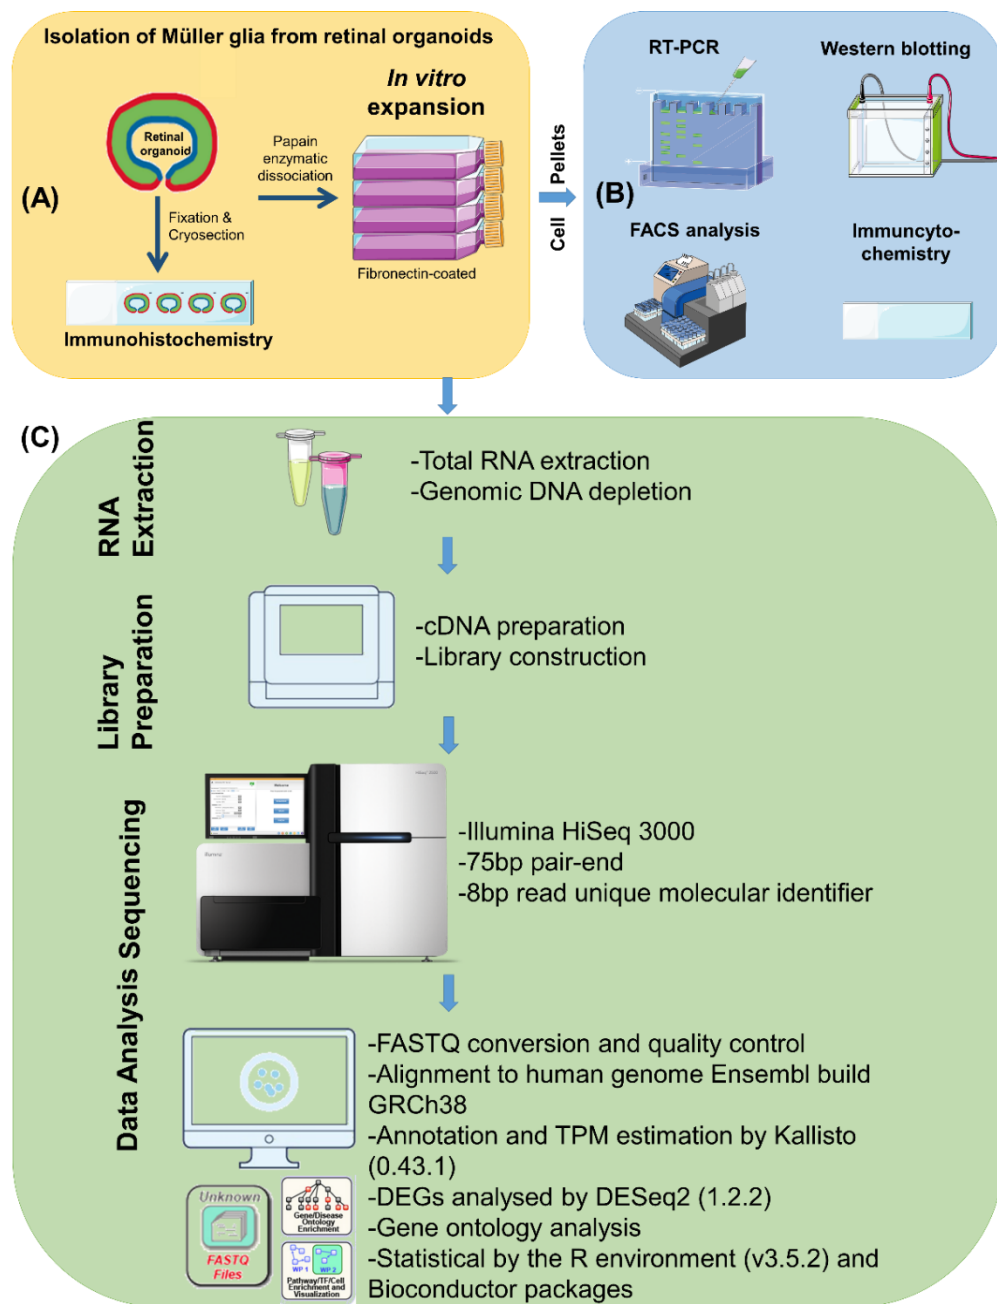 Isolation of Müller glia from retinal organoids
In vitro
expansion
Retinal
organoid
Papain
enzymatic
dissociation
(A)
Fixation &
Cryosection
Fibronectin-coated
Immunohistochemistry
Cell Pellets
RT-PCR
Western blotting
(B)
FACS analysis
Immuncyto-
chemistry
(C)
RNA
Extraction
-Total RNA extraction
-Genomic DNA depletion
Library
Preparation
-cDNA preparation
-Library construction
Data Analysis Sequencing
Welcome
-Illumina HiSeq 3000
-75bp pair-end
-8bp read unique molecular identifier
-FASTQ conversion and quality control
-Alignment to human genome Ensembl build
GRCh38
-Annotation and TPM estimation by Kallisto
(0.43.1)
-DEGs analysed by DESeq2 (1.2.2)
-Gene ontology analysis
-Statistical by the R environment (v3.5.2) and
Bioconductor packages
Unknown
FASTQ
Files
Gene/Disease
Ontology
Enrichment
WP 1 WP 2
Pathway/TF/Cell
Enrichment and
Visualization